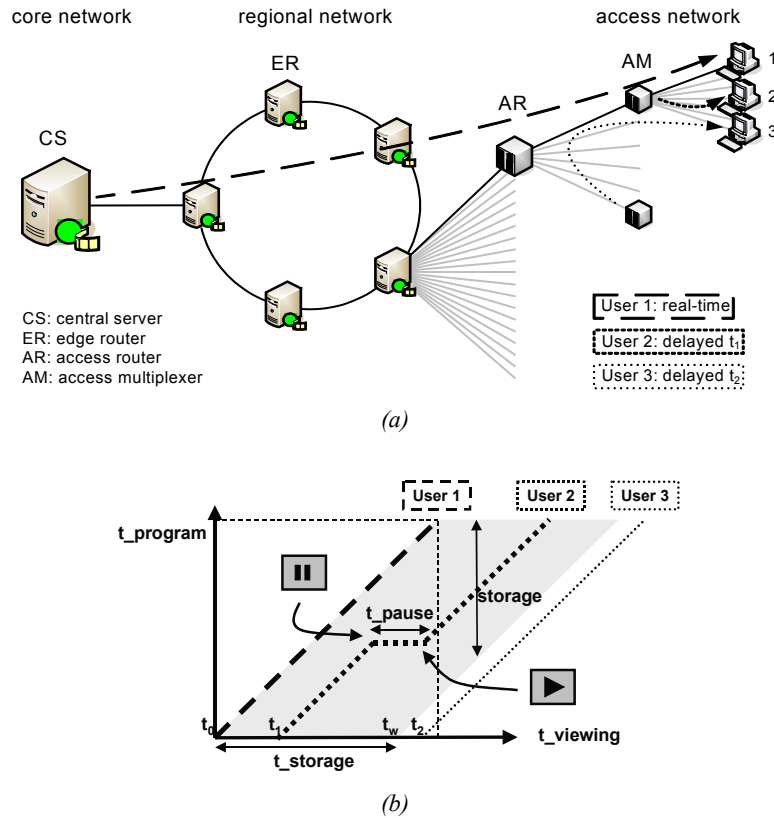 core network regional network access network
ER
AM
AR
CS
1
2
3
CS: central server
ER: edge router
AR: access router
AM: access multiplexer
User 1: real-time
User 2: delayed t₁
User 3: delayed t₂
(a)
User 1 User 2 User 3
t_program
storage
t_pause
t₀ t₁ t_w t₂
t_viewing
t_storage
(b)